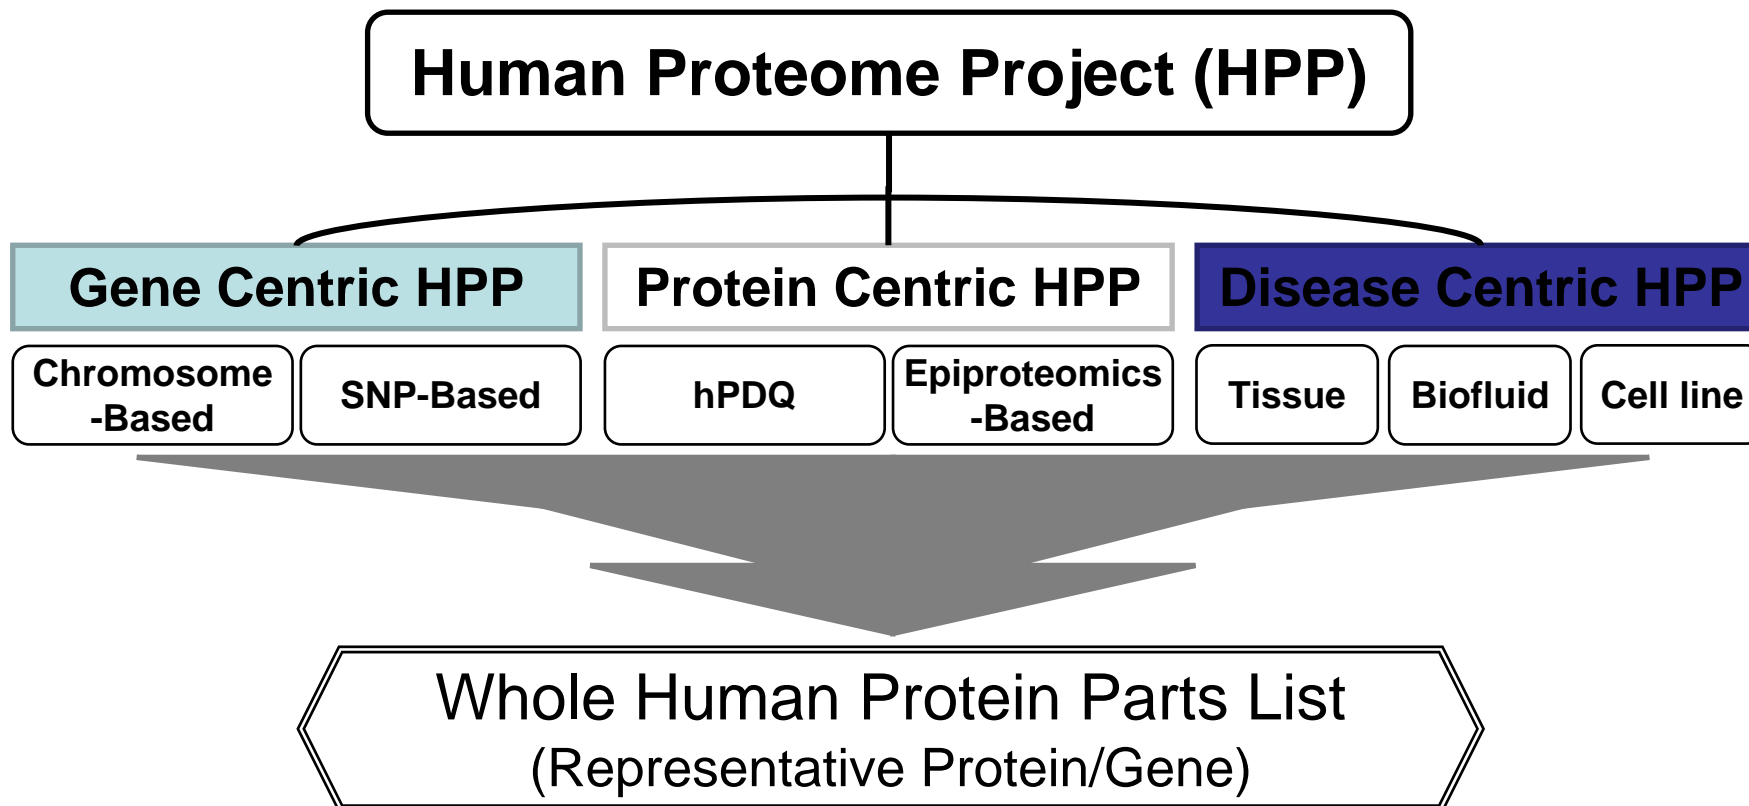 Human Proteome Project (HPP)
Gene Centric HPP
Protein Centric HPP
Disease Centric HPP
Chromosome
-Based
SNP-Based
hPDQ
Epiproteomics
-Based
Tissue
Biofluid
Cell line
Whole Human Protein Parts List
(Representative Protein/Gene)